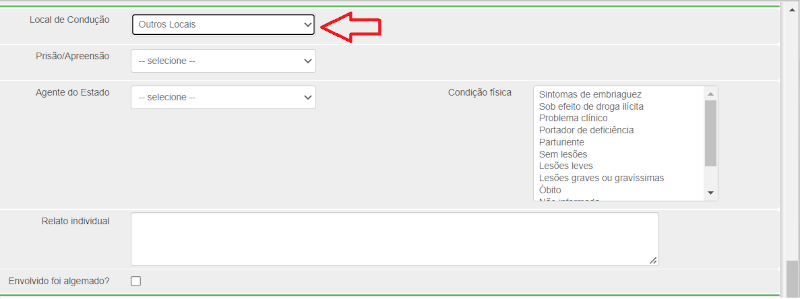 Local de Condução
Outros Locais
Prisão/Apreensão
-- selecione --
Agente do Estado
-- selecione --
Condição física
Sintomas de embriaguez
Sob efeito de droga ilícita
Problema clínico
Portador de deficiência
Parturiente
Sem lesões
Lesões leves
Lesões graves ou gravíssimas
Óbito
Não informado
Relato individual
Envolvido foi algemado?